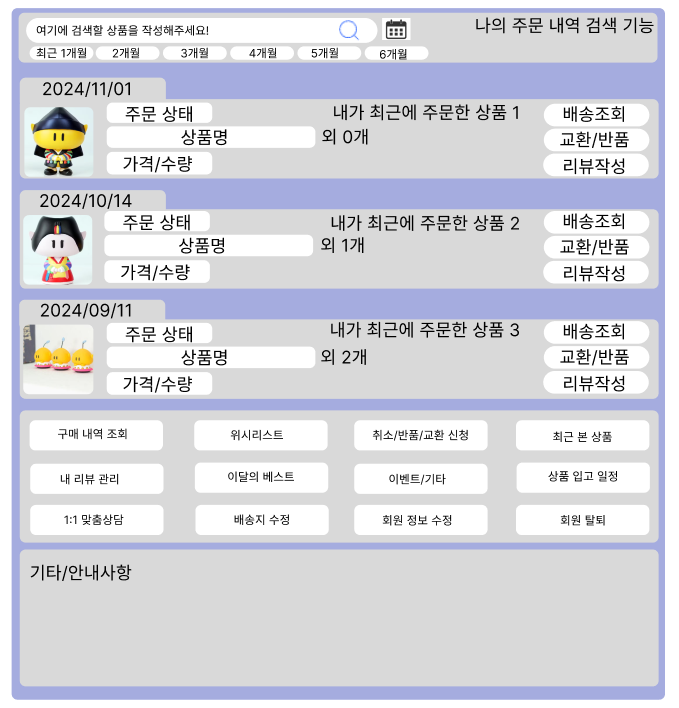 여기에 검색할 상품을 작성해주세요!
나의 주문 내역 검색 기능
최근 1개월 2개월 3개월 4개월 5개월 6개월
2024/11/01
주문 상태
상품명
가격/수량
내가 최근에 주문한 상품 1
외 0개
배송조회
교환/반품
리뷰작성
2024/10/14
주문 상태
상품명
가격/수량
내가 최근에 주문한 상품 2
외 1개
배송조회
교환/반품
리뷰작성
2024/09/11
주문 상태
상품명
가격/수량
내가 최근에 주문한 상품 3
외 2개
배송조회
교환/반품
리뷰작성
구매 내역 조회 위시리스트 취소/반품/교환 신청 최근 본 상품
내 리뷰 관리 이달의 베스트 이벤트/기타 상품 입고 일정
1:1 맞춤상담 배송지 수정 회원 정보 수정 회원 탈퇴
기타/안내사항